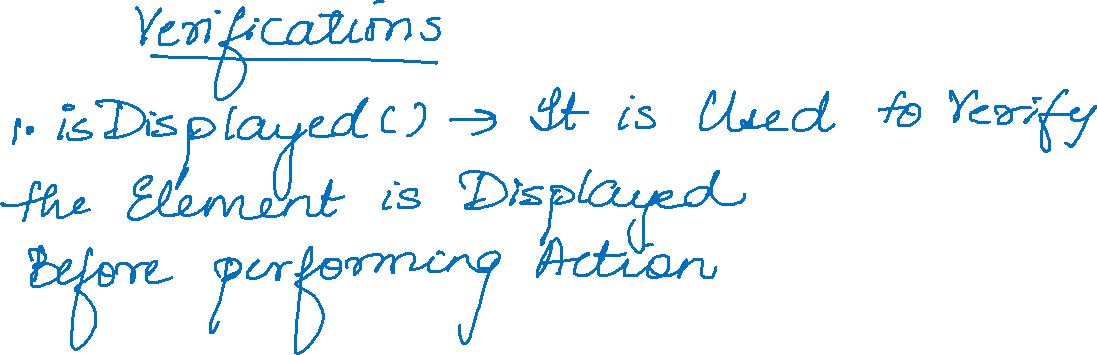 Verifications
1. isDisplayed() → It is Used to Verify
the Element is Displayed
Before performing Action